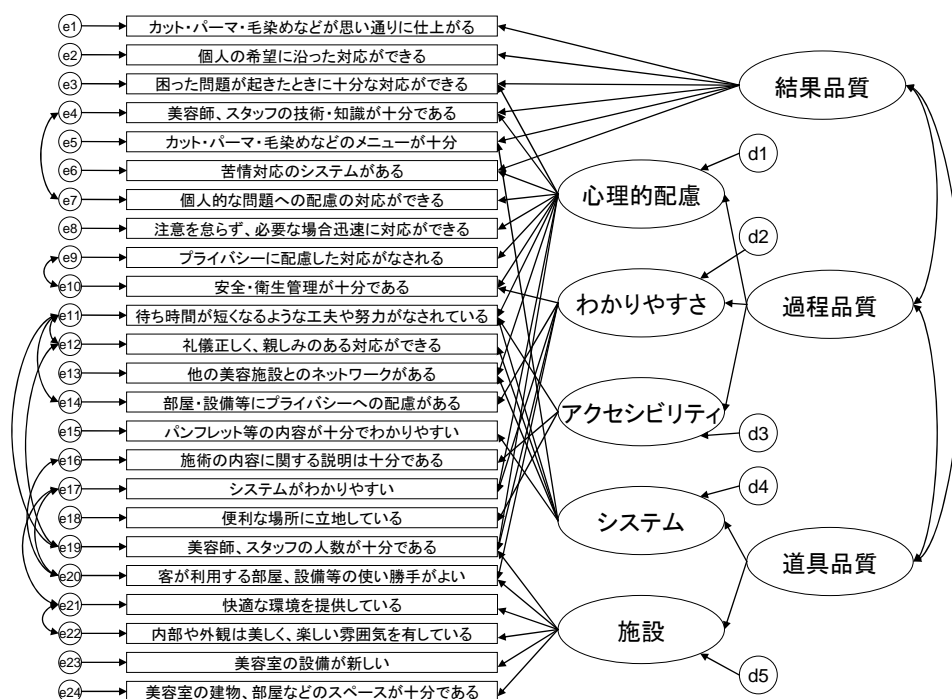 e1 カット・パーマ・毛染めなどが思い通りに仕上がる
e2 個人の希望に沿った対応ができる
e3 困った問題が起きたときに十分な対応ができる
e4 美容師、スタッフの技術・知識が十分である
e5 カット・パーマ・毛染めなどのメニューが十分
e6 苦情対応のシステムがある
e7 個人的な問題への配慮の対応ができる
e8 注意を怠らず、必要な場合迅速に対応ができる
e9 プライバシーに配慮した対応がなされる
e10 安全・衛生管理が十分である
e11 待ち時間が短くなるような工夫や努力がなされている
e12 礼儀正しく、親しみのある対応ができる
e13 他の美容施設とのネットワークがある
e14 部屋・設備等にプライバシーへの配慮がある
e15 パンフレット等の内容が十分でわかりやすい
e16 施術の内容に関する説明は十分である
e17 システムがわかりやすい
e18 便利な場所に立地している
e19 美容師、スタッフの人数が十分である
e20 客が利用する部屋、設備等の使い勝手がよい
e21 快適な環境を提供している
e22 内部や外観は美しく、楽しい雰囲気を有している
e23 美容室の設備が新しい
e24 美容室の建物、部屋などのスペースが十分である
結果品質
d1
心理的配慮
d2
わかりやすさ
過程品質
アクセシビリティ
d3
d4
システム
道具品質
施設
d5